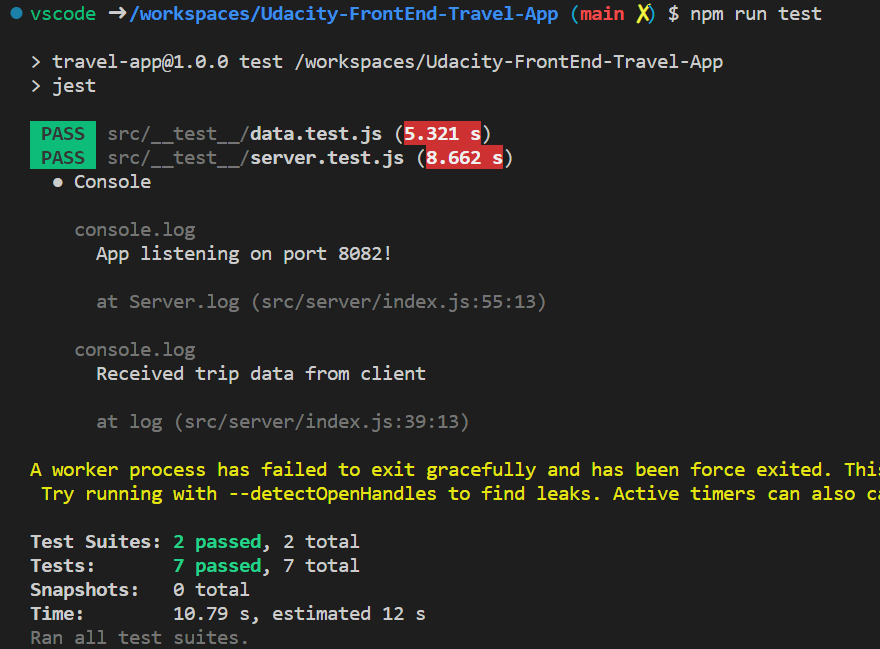 vscode ➜ /workspaces/Udacity-FrontEnd-Travel-App (main ✗) $ npm run test
> travel-app@1.0.0 test /workspaces/Udacity-FrontEnd-Travel-App
> jest
PASS src/__test__/data.test.js (5.321 s)
PASS src/__test__/server.test.js (8.662 s)
● Console
console.log
App listening on port 8082!
at Server.log (src/server/index.js:55:13)
console.log
Received trip data from client
at log (src/server/index.js:39:13)
A worker process has failed to exit gracefully and has been force exited. This
Try running with --detectOpenHandles to find leaks. Active timers can also ca
Test Suites: 2 passed, 2 total
Tests: 7 passed, 7 total
Snapshots: 0 total
Time: 10.79 s, estimated 12 s
Ran all test suites.